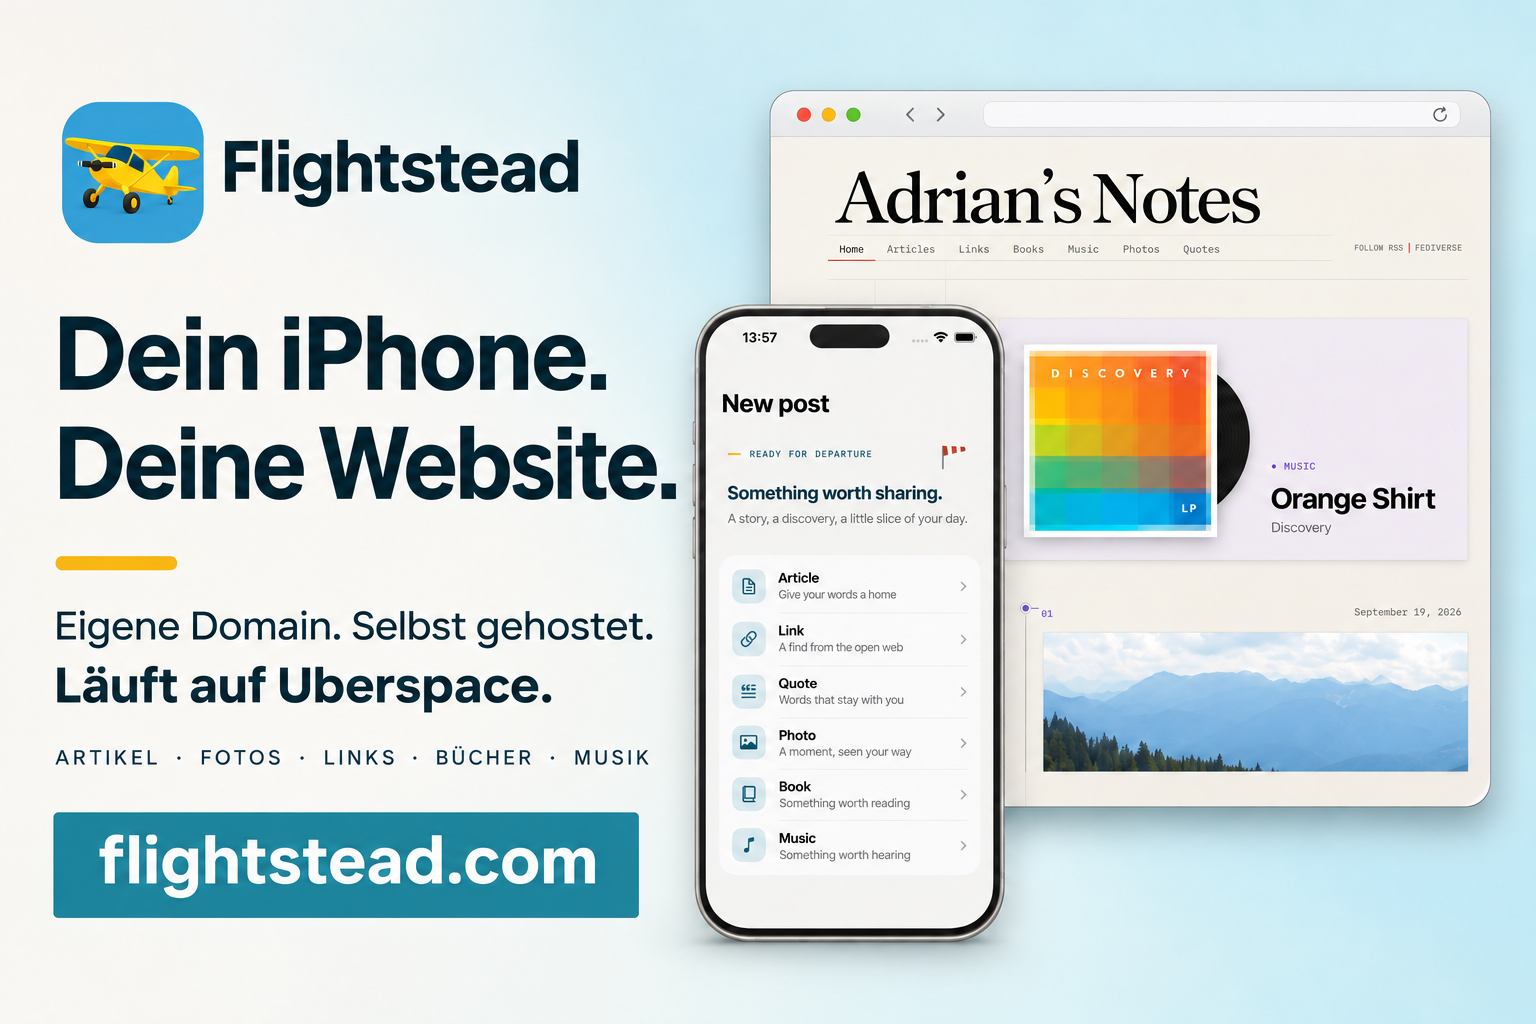 Flightstead
Dein iPhone.
Deine Website.
Eigene Domain. Selbst gehostet.
Läuft auf Uberspace.
ARTIKEL · FOTOS · LINKS · BÜCHER · MUSIK
flightstead.com
Adrian’s Notes
Home Articles Links Books Music Photos Quotes
FOLLOW RSS | FEDIVERSE
DISCOVERY
LP
• MUSIC
Orange Shirt
Discovery
01
September 19, 2026
13:57
New post
READY FOR DEPARTURE
Something worth sharing.
A story, a discovery, a little slice of your day.
Article
Give your words a home
Link
A find from the open web
Quote
Words that stay with you
Photo
A moment, seen your way
Book
Something worth reading
Music
Something worth hearing